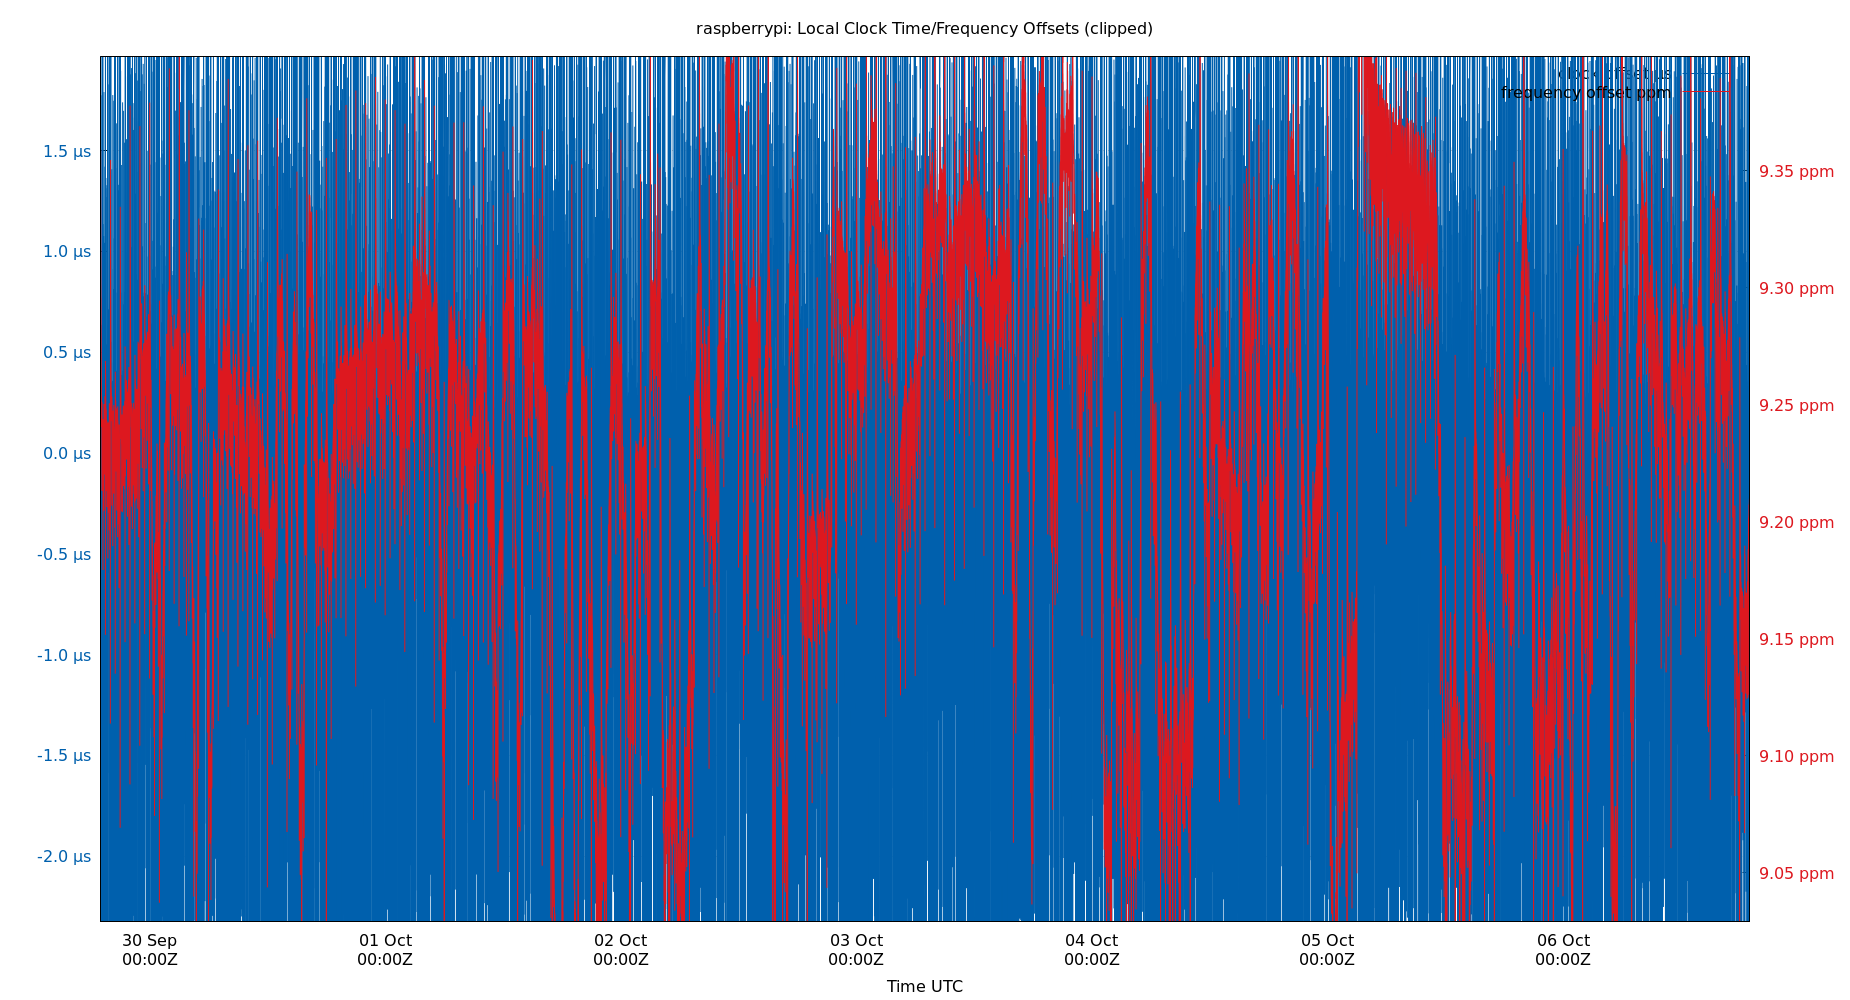 raspberrypi: Local Clock Time/Frequency Offsets (clipped)
clock offset μs
frequency offset ppm
1.5 μs
1.0 μs
0.5 μs
0.0 μs
-0.5 μs
-1.0 μs
-1.5 μs
-2.0 μs
9.35 ppm
9.30 ppm
9.25 ppm
9.20 ppm
9.15 ppm
9.10 ppm
9.05 ppm
30 Sep 01 Oct 02 Oct 03 Oct 04 Oct 05 Oct 06 Oct
00:00Z 00:00Z 00:00Z 00:00Z 00:00Z 00:00Z 00:00Z
Time UTC